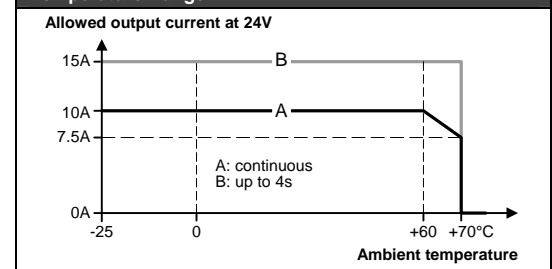 Allowed output current at 24V
15A
B
10A
A
7.5A
A: continuous
B: up to 4s
0A
-25 0 +60 +70°C
Ambient temperature